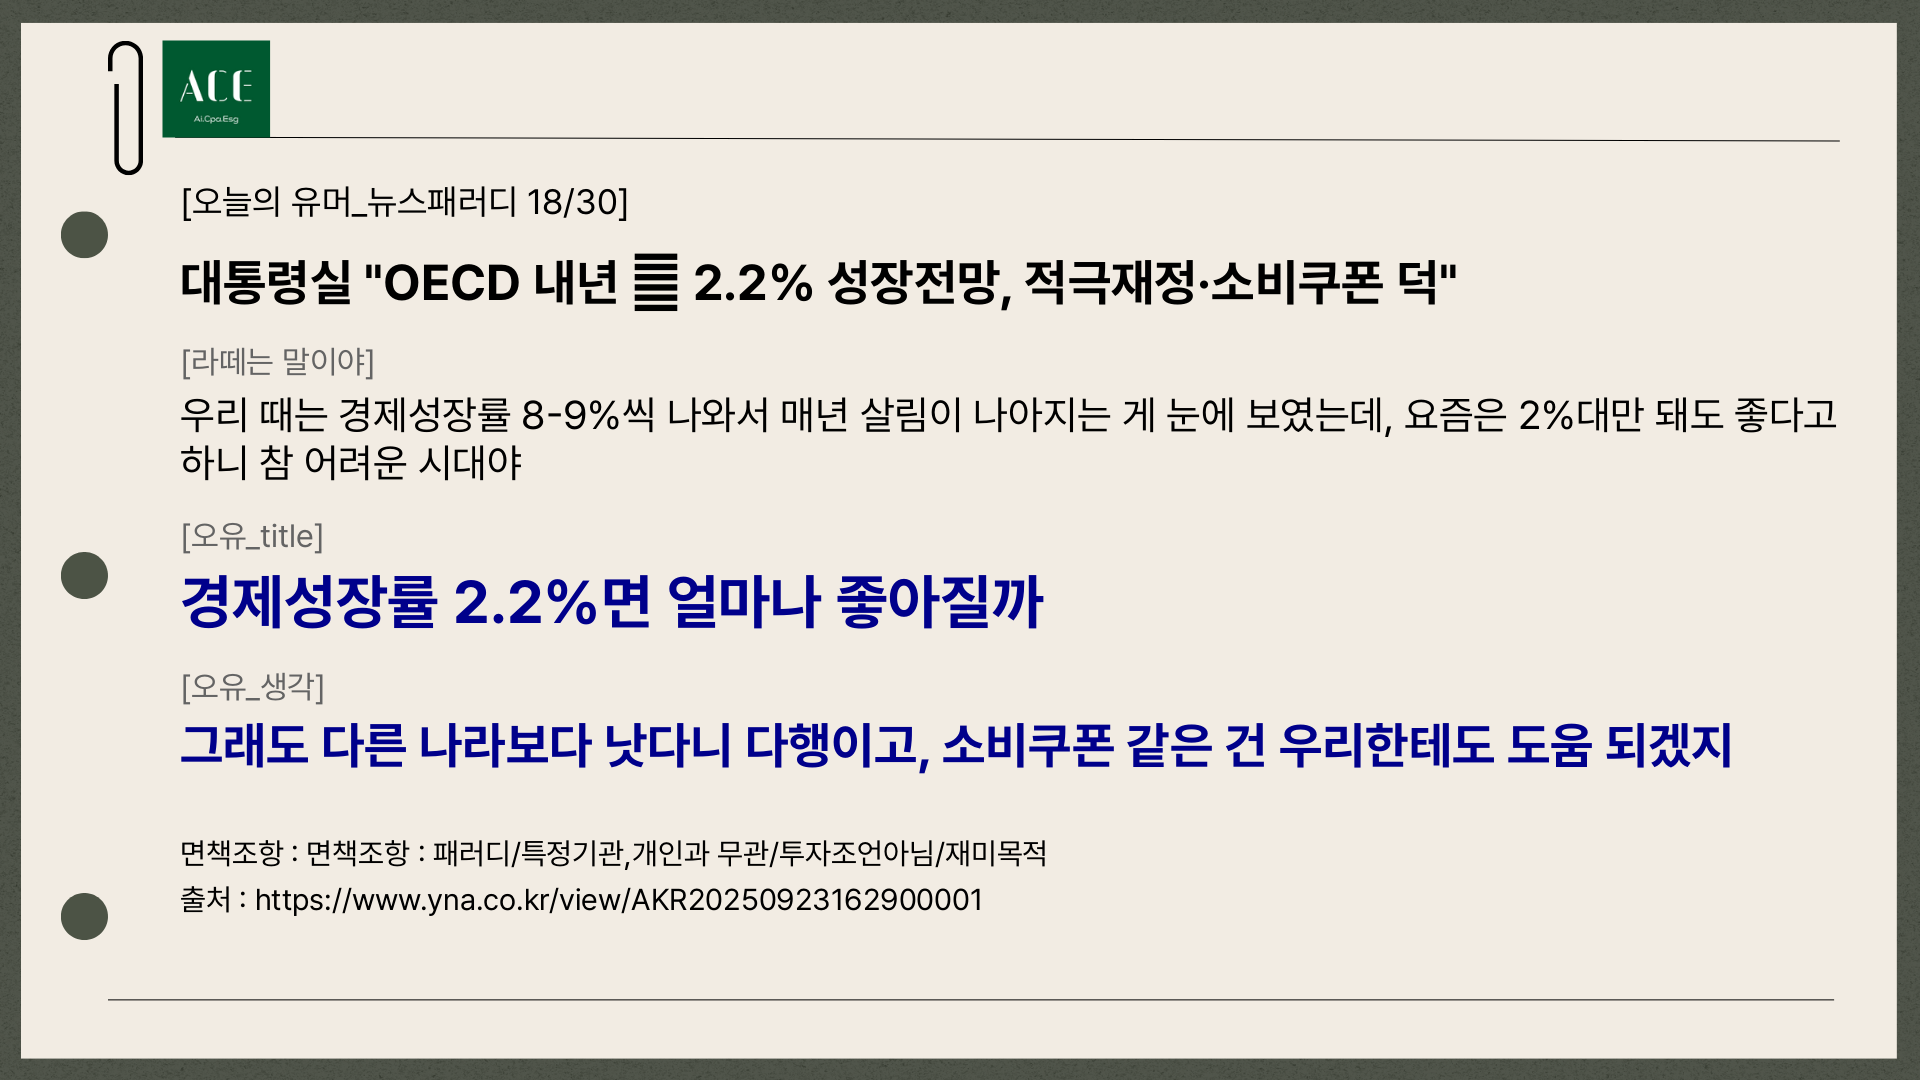 ACE
Ai.Cpa.Esg
[오늘의 유머_뉴스패러디 18/30]
대통령실 "OECD 내년 2.2% 성장전망, 적극재정·소비쿠폰 덕"
[라떼는 말이야]
우리 때는 경제성장률 8-9%씩 나와서 매년 살림이 나아지는 게 눈에 보였는데, 요즘은 2%대만 돼도 좋다고
하니 참 어려운 시대야
[오유_title]
경제성장률 2.2%면 얼마나 좋아질까
[오유_생각]
그래도 다른 나라보다 낫다니 다행이고, 소비쿠폰 같은 건 우리한테도 도움 되겠지
면책조항 : 면책조항 : 패러디/특정기관,개인과 무관/투자조언아님/재미목적
출처 : https://www.yna.co.kr/view/AKR20250923162900001